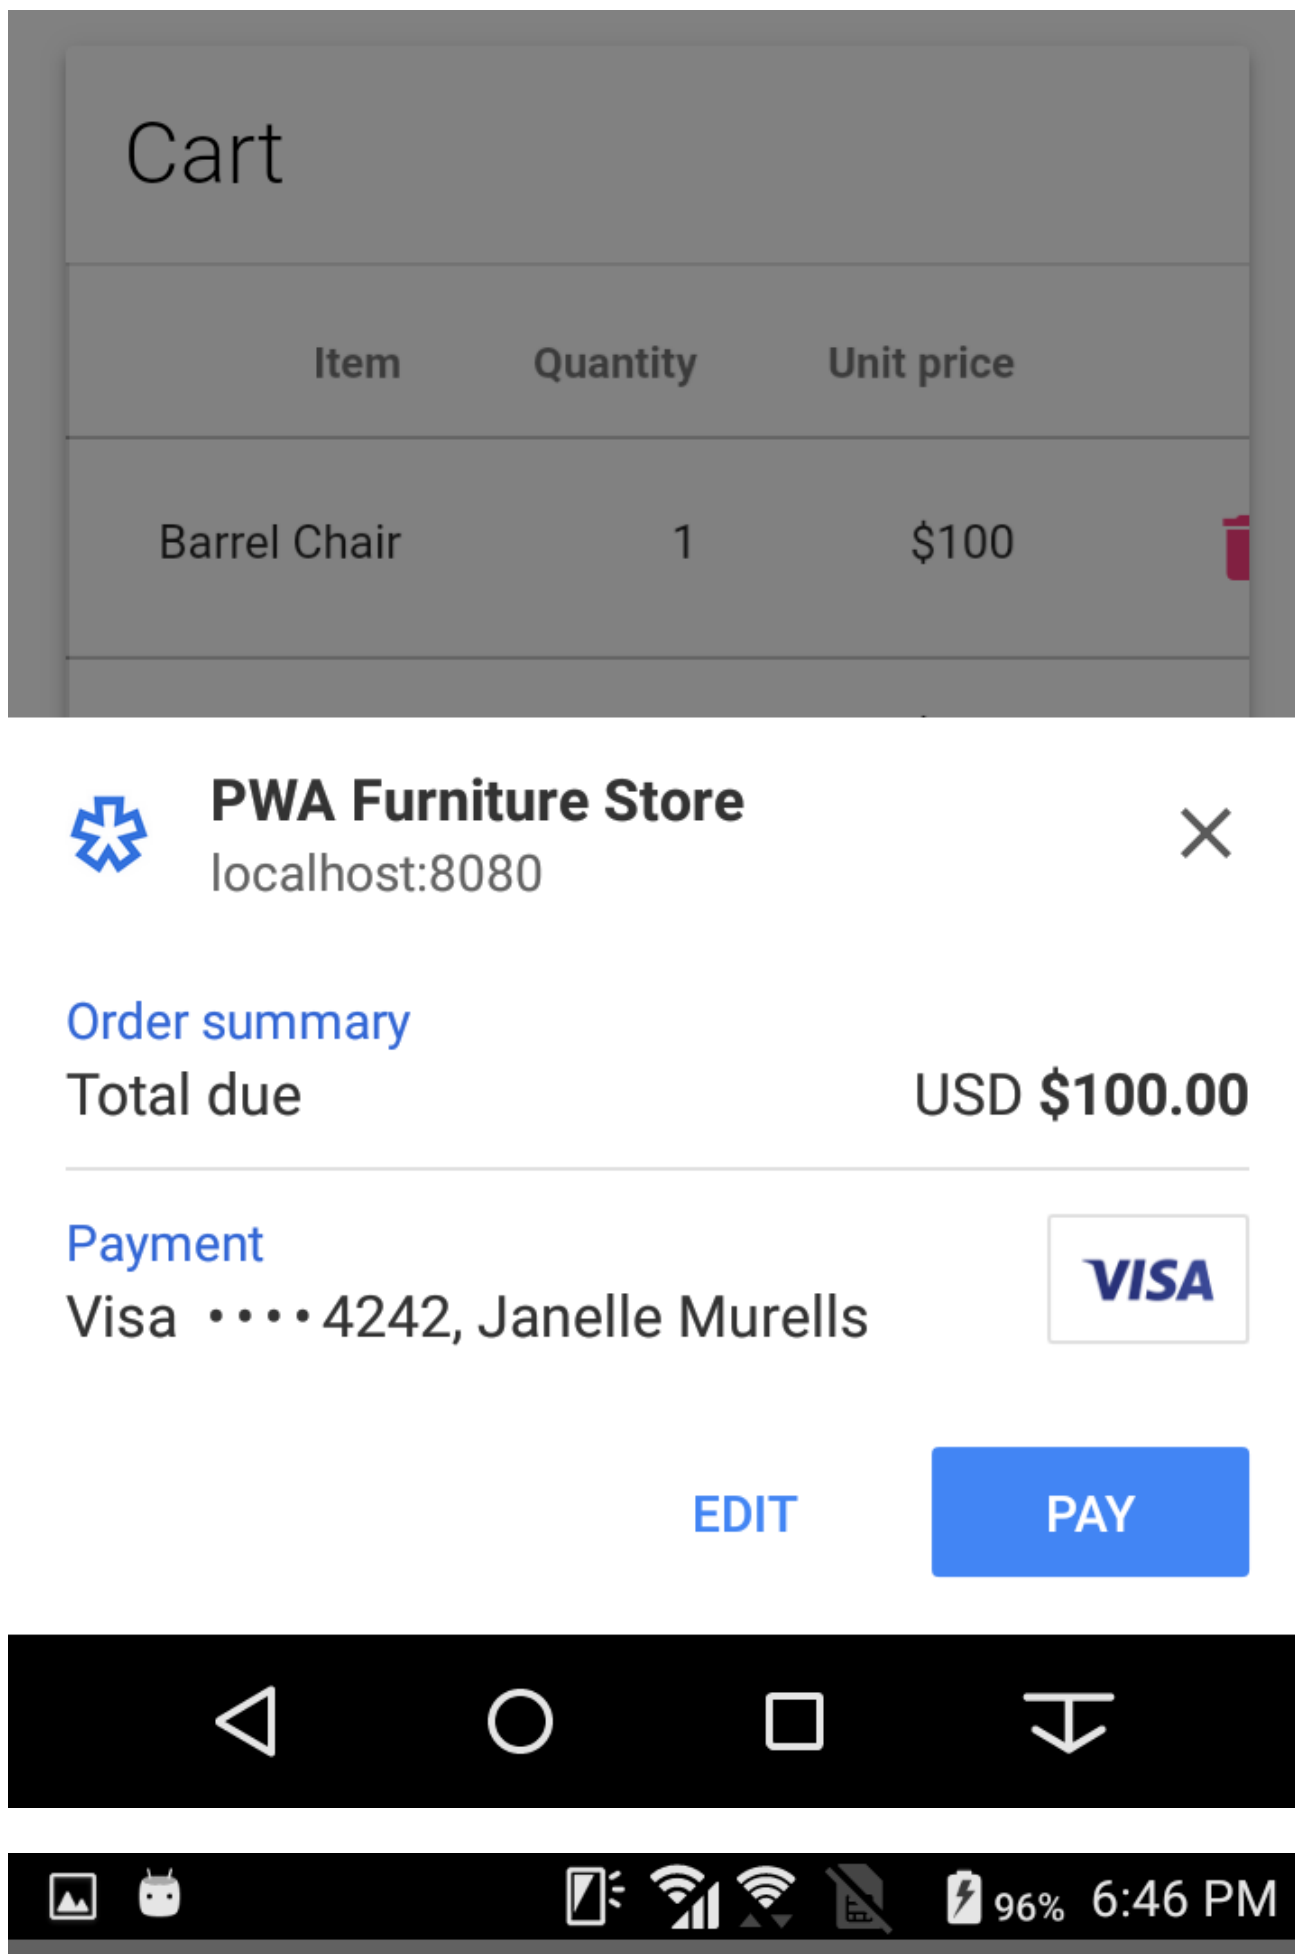 Cart
Item Quantity Unit price
Barrel Chair 1 $100
PWA Furniture Store
localhost:8080
Order summary
Total due USD $100.00
Payment
VISA
Visa ････4242, Janelle Murells
EDIT PAY
96% 6:46 PM